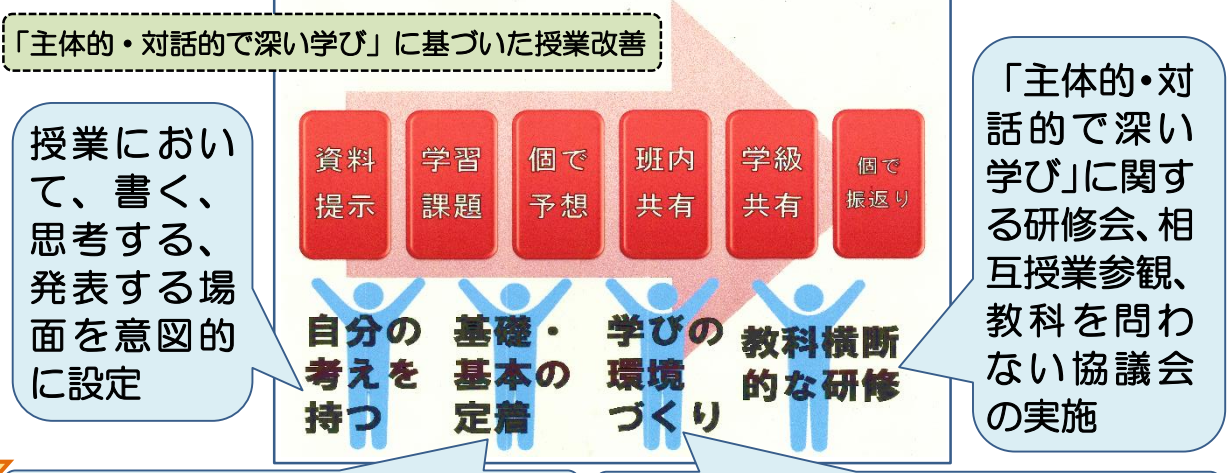 「主体的・対話的で深い学び」に基づいた授業改善
授業におい
て、書く、
思考する、
発表する場
面を意図的
に設定
資料
提示
学習
課題
個で
予想
班内
共有
学級
共有
個で
振返り
自分の
考えを
持つ
基礎・
基本の
定着
学びの
環境
づくり
教科横断
的な研修
「主体的・対
話的で深い
学び」に関す
る研修会、相
互授業参観、
教科を問わ
ない協議会
の実施